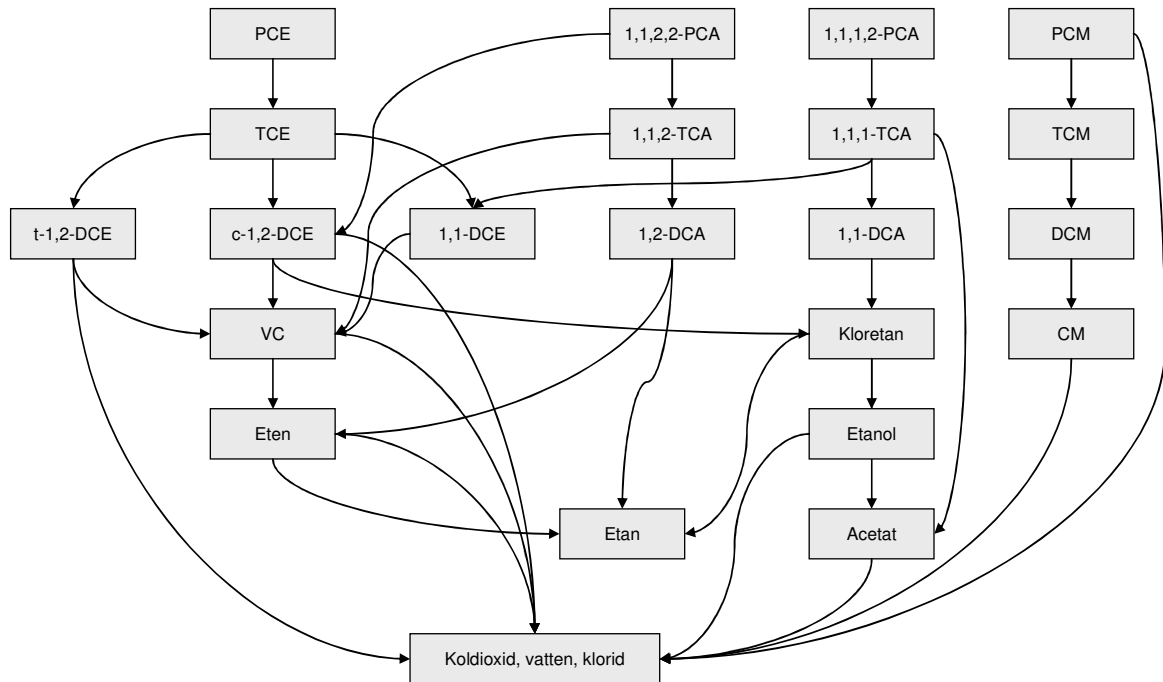 PCE
1,1,2,2-PCA
1,1,1,2-PCA
PCM
TCE
1,1,2-TCA
1,1,1-TCA
TCM
t-1,2-DCE
c-1,2-DCE
1,1-DCE
1,2-DCA
1,1-DCA
DCM
VC
Kloretan
CM
Eten
Etanol
Etan
Acetat
Koldioxid, vatten, klorid